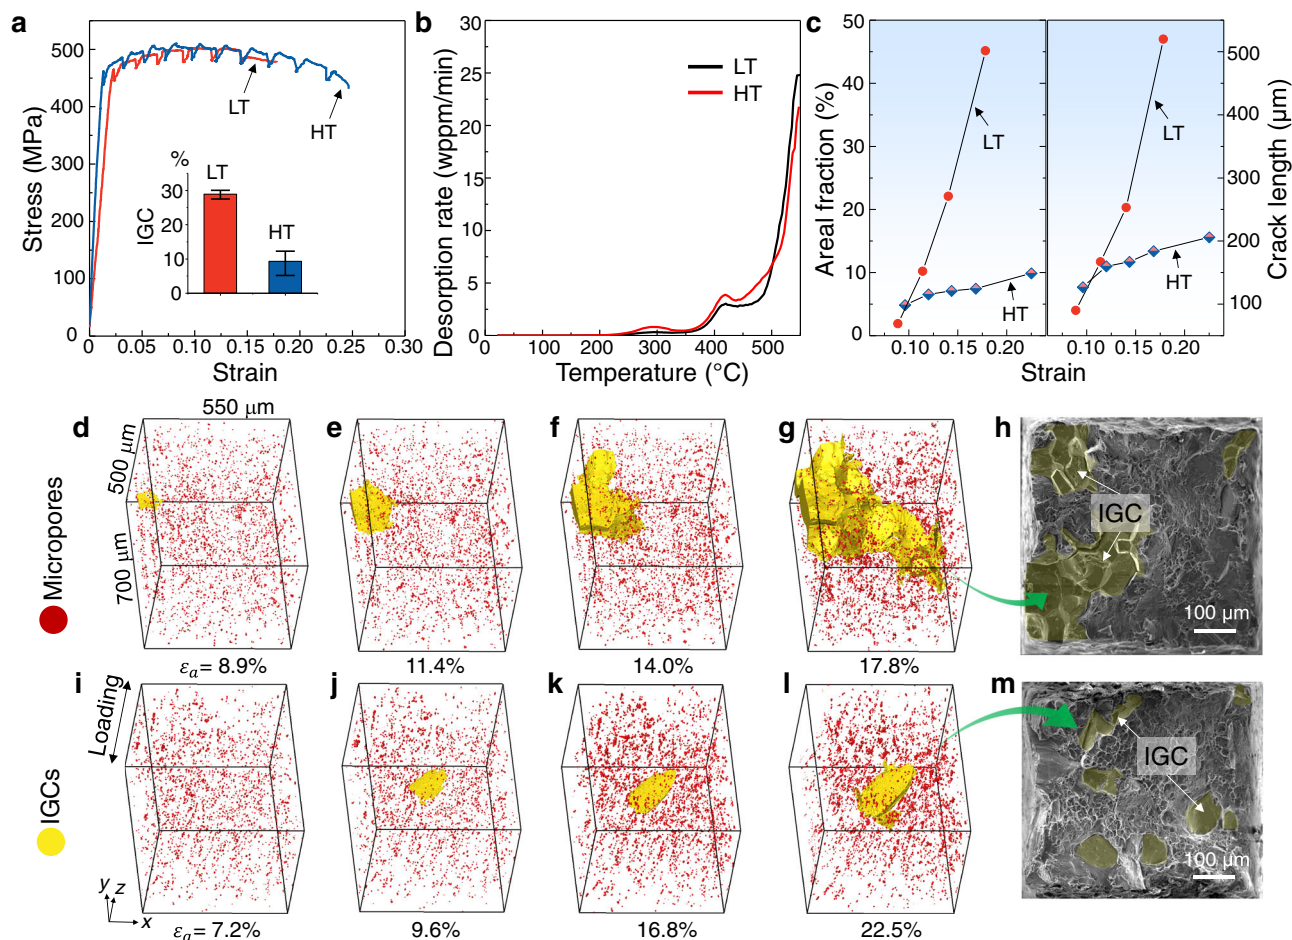 a
Stress (MPa)
500
400
300
200
100
0
0
0.05
0.10
0.15
0.20
0.25
0.30
Strain
LT
HT
%
IGC
30
20
10
0
LT
HT
b
Desorption rate (wppm/min)
30
25
20
15
10
5
0
0
100
200
300
400
500
Temperature (°C)
LT
HT
c
Areal fraction (%)
50
40
30
20
10
0
0.10
0.15
0.20
0.10
0.15
0.20
Strain
LT
HT
LT
HT
500
400
300
200
100
Crack length (µm)
d
550 µm
500 µm
700 µm
εa= 8.9%
e
11.4%
f
14.0%
g
17.8%
h
IGC
100 µm
Micropores
i
Loading
y z
x
εa= 7.2%
j
9.6%
k
16.8%
l
22.5%
m
IGC
100 µm
IGCs